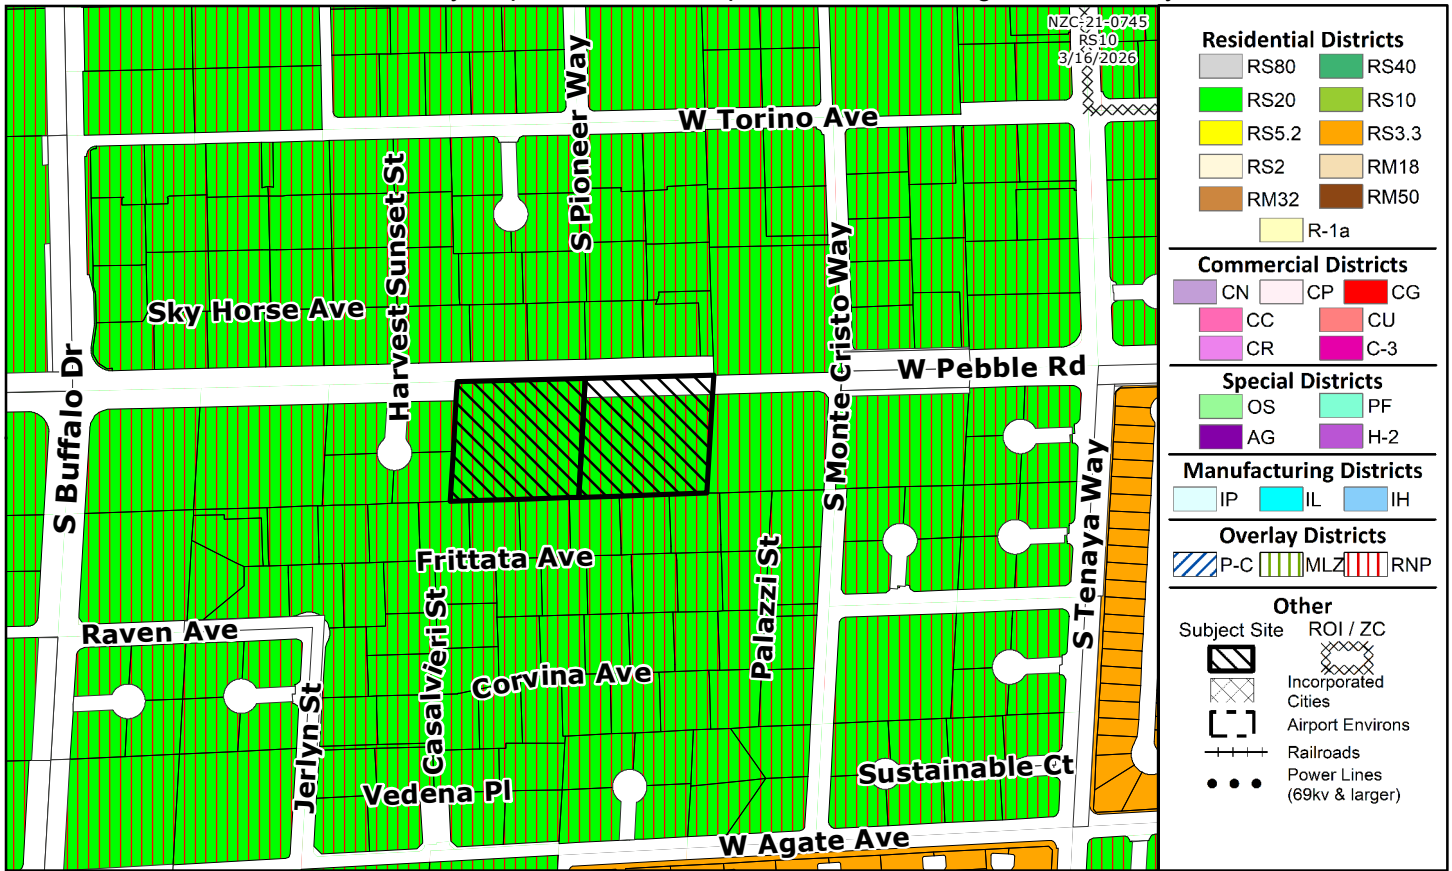 NZC-21-0745
RS10
3/16/2026
S Pioneer Way
W Torino Ave
Harvest Sunset St
Sky Horse Ave
S Monte Cristo Way
W Pebble Rd
S Buffalo Dr
S Tenaya Way
Frittata Ave
Palazzi St
Raven Ave
Casalvieri St
Corvina Ave
Jerlyn St
Sustainable Ct
Vedena Pl
W Agate Ave
Residential Districts
RS80 RS40
RS20 RS10
RS5.2 RS3.3
RS2 RM18
RM32 RM50
R-1a
Commercial Districts
CN CP CG
CC CU
CR C-3
Special Districts
OS PF
AG H-2
Manufacturing Districts
IP IL IH
Overlay Districts
P-C MLZ RNP
Other
Subject Site ROI / ZC
Incorporated
Cities
Airport Environs
Railroads
Power Lines
(69kv & larger)